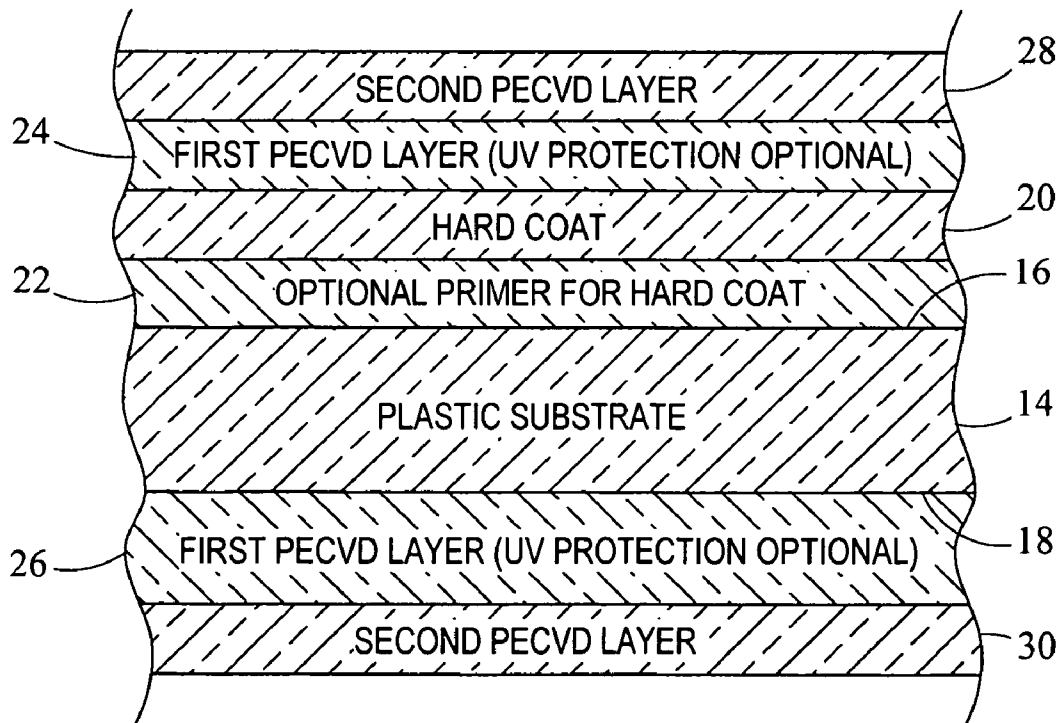 28
SECOND PECVD LAYER
24
FIRST PECVD LAYER (UV PROTECTION OPTIONAL)
20
HARD COAT
22
16
OPTIONAL PRIMER FOR HARD COAT
14
PLASTIC SUBSTRATE
18
26
FIRST PECVD LAYER (UV PROTECTION OPTIONAL)
SECOND PECVD LAYER
30